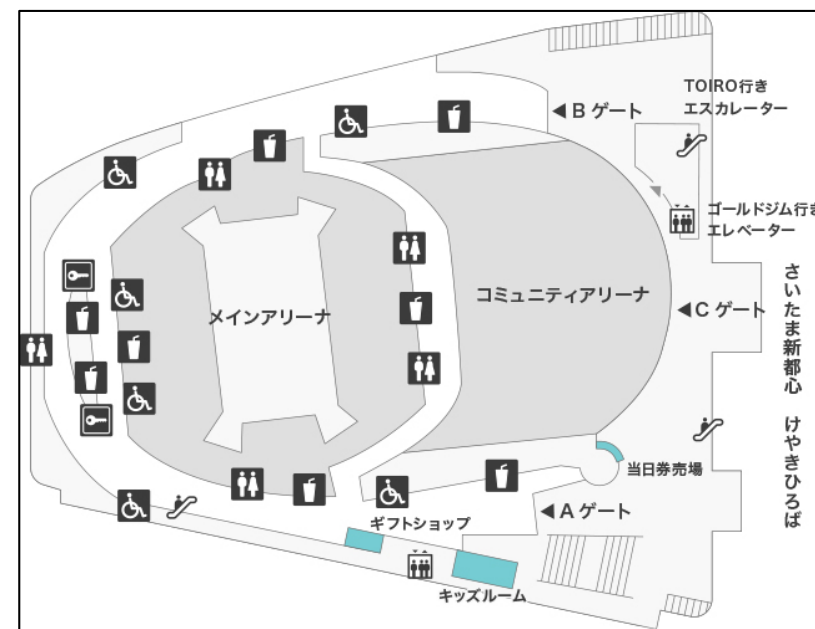 TOIRO行き
エスカレーター
◀Bゲート
ゴールドジム行き
エレベーター
メインアリーナ
コミュニティアリーナ
◀Cゲート
さいたま新都心 けやきひろば
当日券売場
◀Aゲート
ギフトショップ
キッズルーム